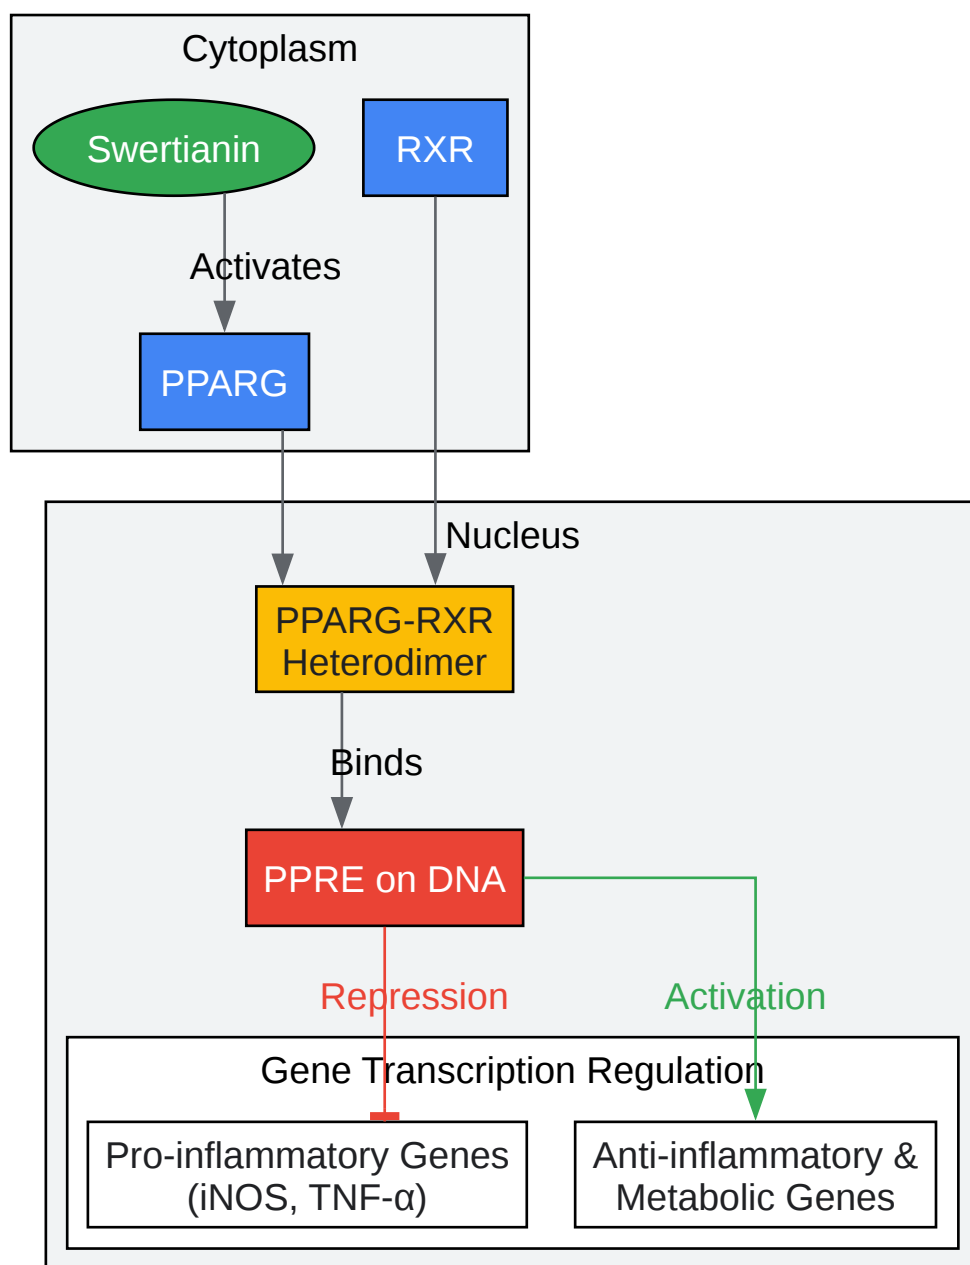 Cytoplasm
Swertianin
RXR
Activates
PPARG
Nucleus
PPARG-RXR
Heterodimer
Binds
PPRE on DNA
Repression
Activation
Gene Transcription Regulation
Pro-inflammatory Genes
(iNOS, TNF-α)
Anti-inflammatory &
Metabolic Genes